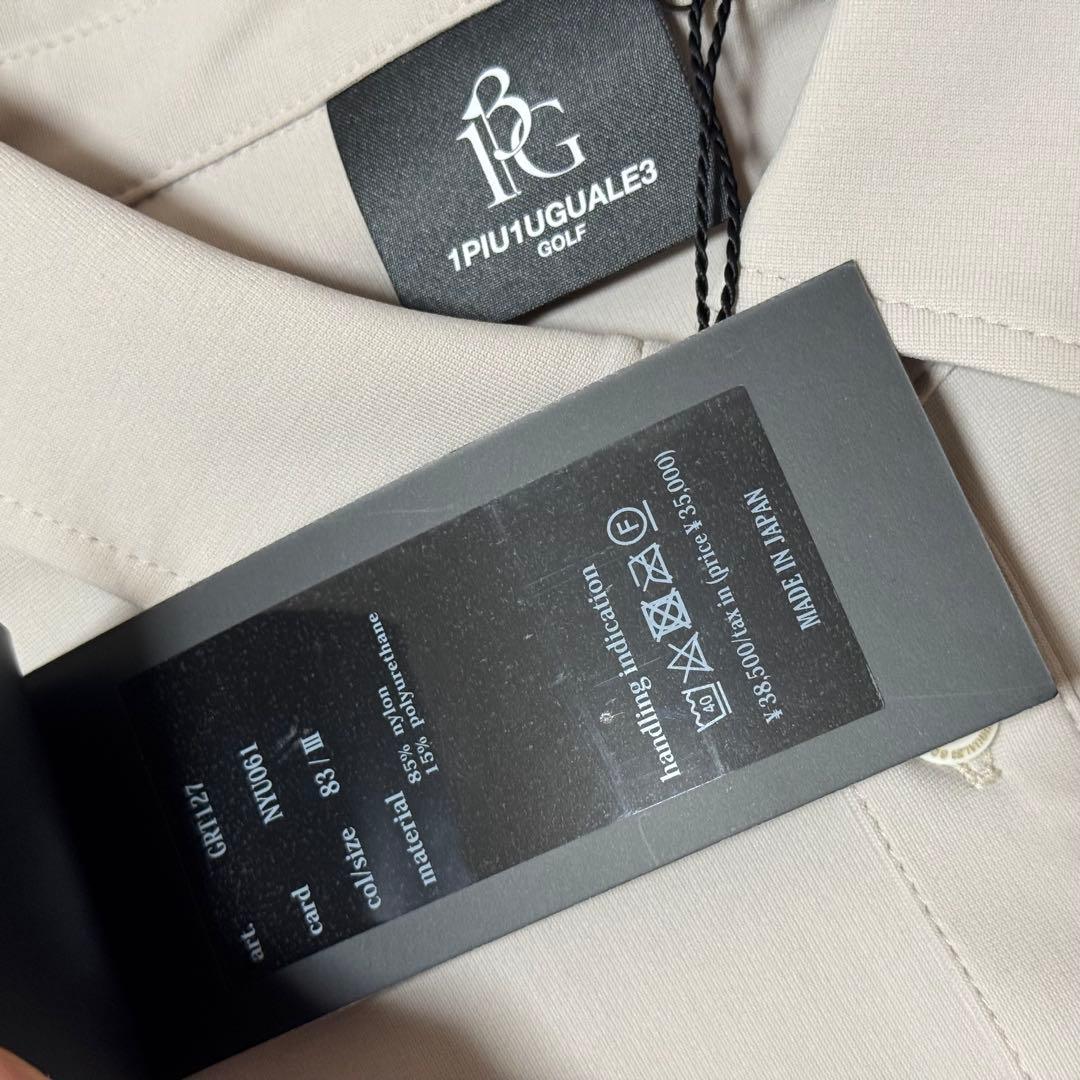 1PG
1PIU1UGUALE3
GOLF
art. GRT127
card NYU061
col/size 83 / III
material 85% nylon
15% polyurethane
handling indication
40
F
¥38,500/tax in (price¥35,000)
MADE IN JAPAN